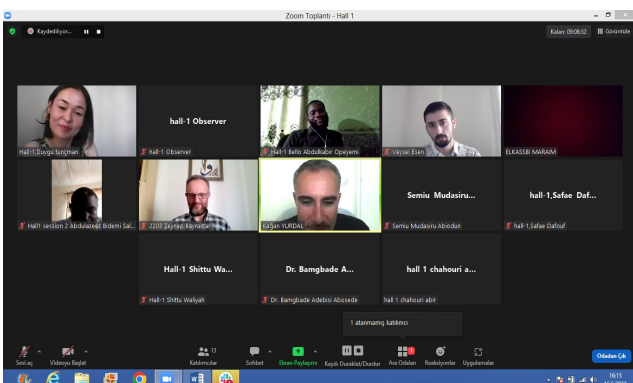 Zoom Toplantı - Hall 1
Kaydediliyor...
Kalan: 09:08:32
Görüntüle
Hall-1,Duygu tunçman
hall-1 Observer
hall-1 Observer
Hall-1 Bello Abdulkabir Opeyemi
Veysel Esen
ELKASSBI MARAIM
Hall1 session 2 Abdulazeez Bidemi Sal...
2203 Zeynep Bayraktar
Kağan YURDAL
Semiu Mudasiru...
Semiu Mudasiru Abiodun
hall-1,Safae Daf...
hall-1,Safae Dafouf
Hall-1 Shittu Wa...
Hall-1 Shittu Waliyah
Dr. Bamgbade A...
Dr. Bamgbade Adebisi Abosede
hall 1 chahouri a...
hall 1 chahouri abir
1 atanmamış katılımcı
Sesi aç
Videoyu Başlat
13
Katılımcılar
Sohbet
Ekran Paylaşımı
Kaydı Duraklat/Durdur
1
Ara Odaları
Reaksiyonlar
Uygulamalar
Odadan Çık
16:15